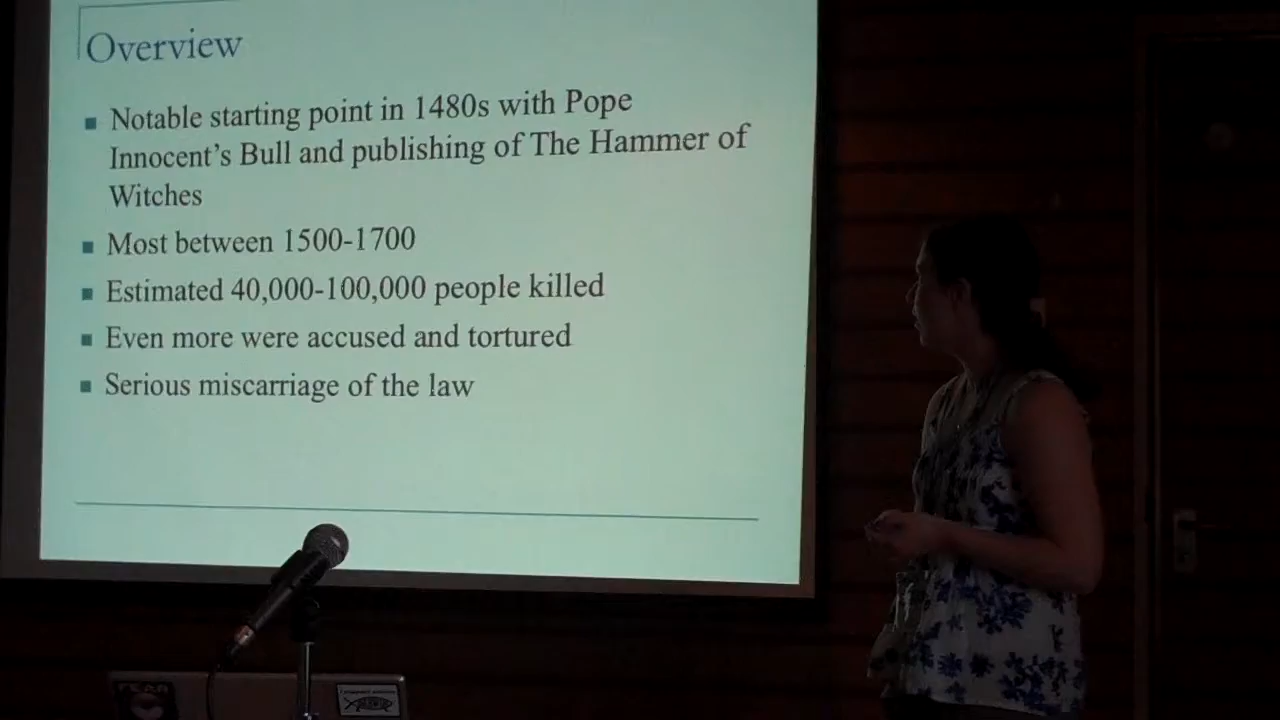 Overview
▪ Notable starting point in 1480s with Pope
Innocent's Bull and publishing of The Hammer of
Witches
▪ Most between 1500-1700
▪ Estimated 40,000-100,000 people killed
▪ Even more were accused and tortured
▪ Serious miscarriage of the law